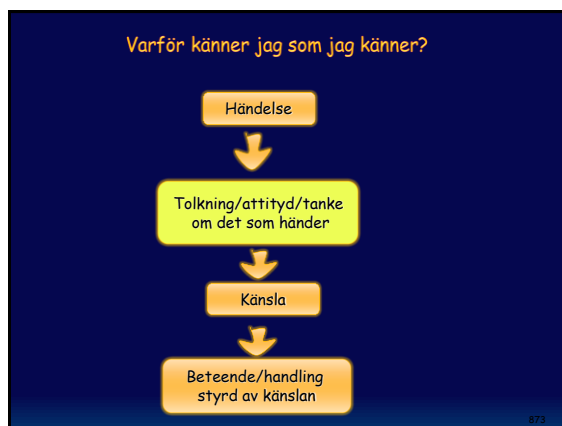 Varför känner jag som jag känner?
Händelse
Tolkning/attityd/tanke
om det som händer
Känsla
Beteende/handling
styrd av känslan
873